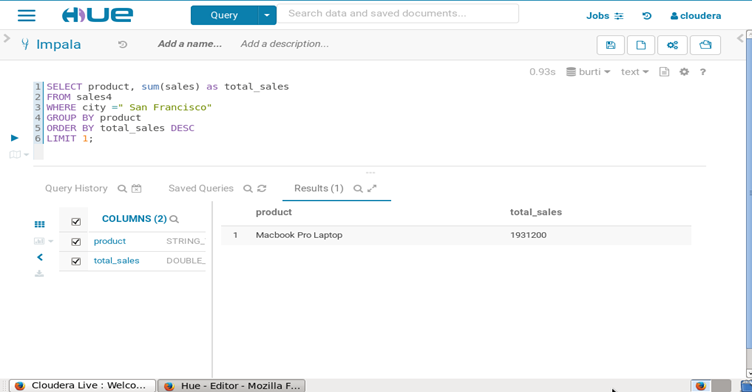 HUE
Query
Search data and saved documents...
Jobs
cloudera
Impala
Add a name...
Add a description...
0.93s
burti
text
?
1 SELECT product, sum(sales) as total_sales
2 FROM sales4
3 WHERE city =" San Francisco"
4 GROUP BY product
5 ORDER BY total_sales DESC
6 LIMIT 1;
Query History
Saved Queries
Results (1)
COLUMNS (2)
product STRING_
total_sales DOUBLE_
product total_sales
1 Macbook Pro Laptop 1931200
Cloudera Live : Welco...
Hue - Editor - Mozilla F...